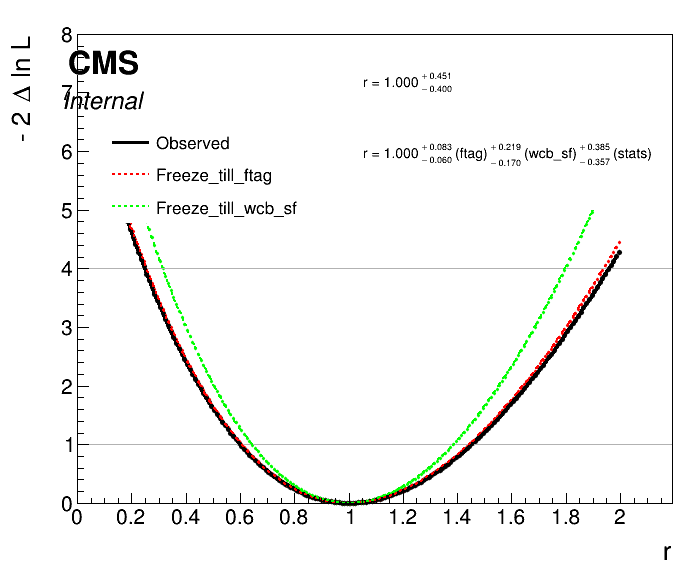 - 2 Δ ln L
8
CMS
7
Internal
r = 1.000 + 0.451 - 0.400
6
r = 1.000 + 0.083 - 0.060 (ftag) + 0.219 - 0.170 (wcb_sf) + 0.385 - 0.357 (stats)
Observed
Freeze_till_ftag
Freeze_till_wcb_sf
5
4
3
2
1
0
0 0.2 0.4 0.6 0.8 1 1.2 1.4 1.6 1.8 2
r